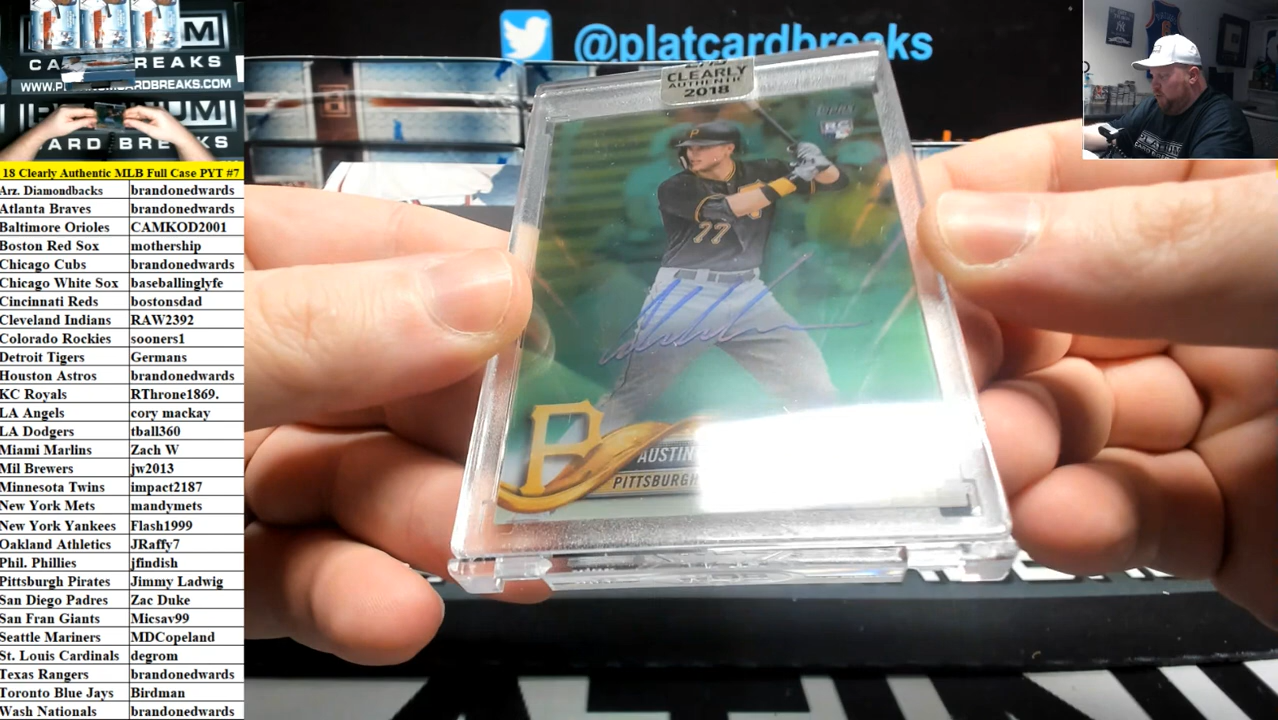 @platcardbreaks
CLEARLY
AUTHENTIC
2018
TOPPS
RC
P
77
P
AUSTIN
PITTSBURGH
CARD BREAKS
ARD BREAKS
18 Clearly Authentic MLB Full Case PYT #7
Arz. Diamondbacks brandonedwards
Atlanta Braves brandonedwards
Baltimore Orioles CAMKOD2001
Boston Red Sox mothership
Chicago Cubs brandonedwards
Chicago White Sox baseballinglyfe
Cincinnati Reds bostonsdad
Cleveland Indians RAW2392
Colorado Rockies sooners1
Detroit Tigers Germans
Houston Astros brandonedwards
KC Royals RThrone1869.
LA Angels cory mackay
LA Dodgers tball360
Miami Marlins Zach W
Mil Brewers jw2013
Minnesota Twins impact2187
New York Mets mandymets
New York Yankees Flash1999
Oakland Athletics JRaffy7
Phil. Phillies jfindish
Pittsburgh Pirates Jimmy Ladwig
San Diego Padres Zac Duke
San Fran Giants Micsav99
Seattle Mariners MDCopeland
St. Louis Cardinals degrom
Texas Rangers brandonedwards
Toronto Blue Jays Birdman
Wash Nationals brandonedwards